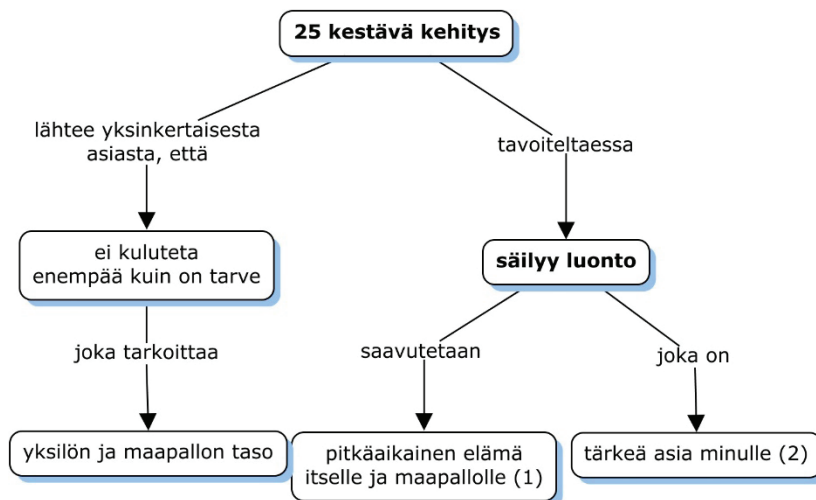 25 kestävä kehitys
lähtee yksinkertaisesta
asiasta, että
tavoiteltaessa
ei kuluteta
enempää kuin on tarve
säilyy luonto
joka tarkoittaa
saavutetaan
joka on
yksilön ja maapallon taso
pitkäaikainen elämä
itselle ja maapallolle (1)
tärkeä asia minulle (2)